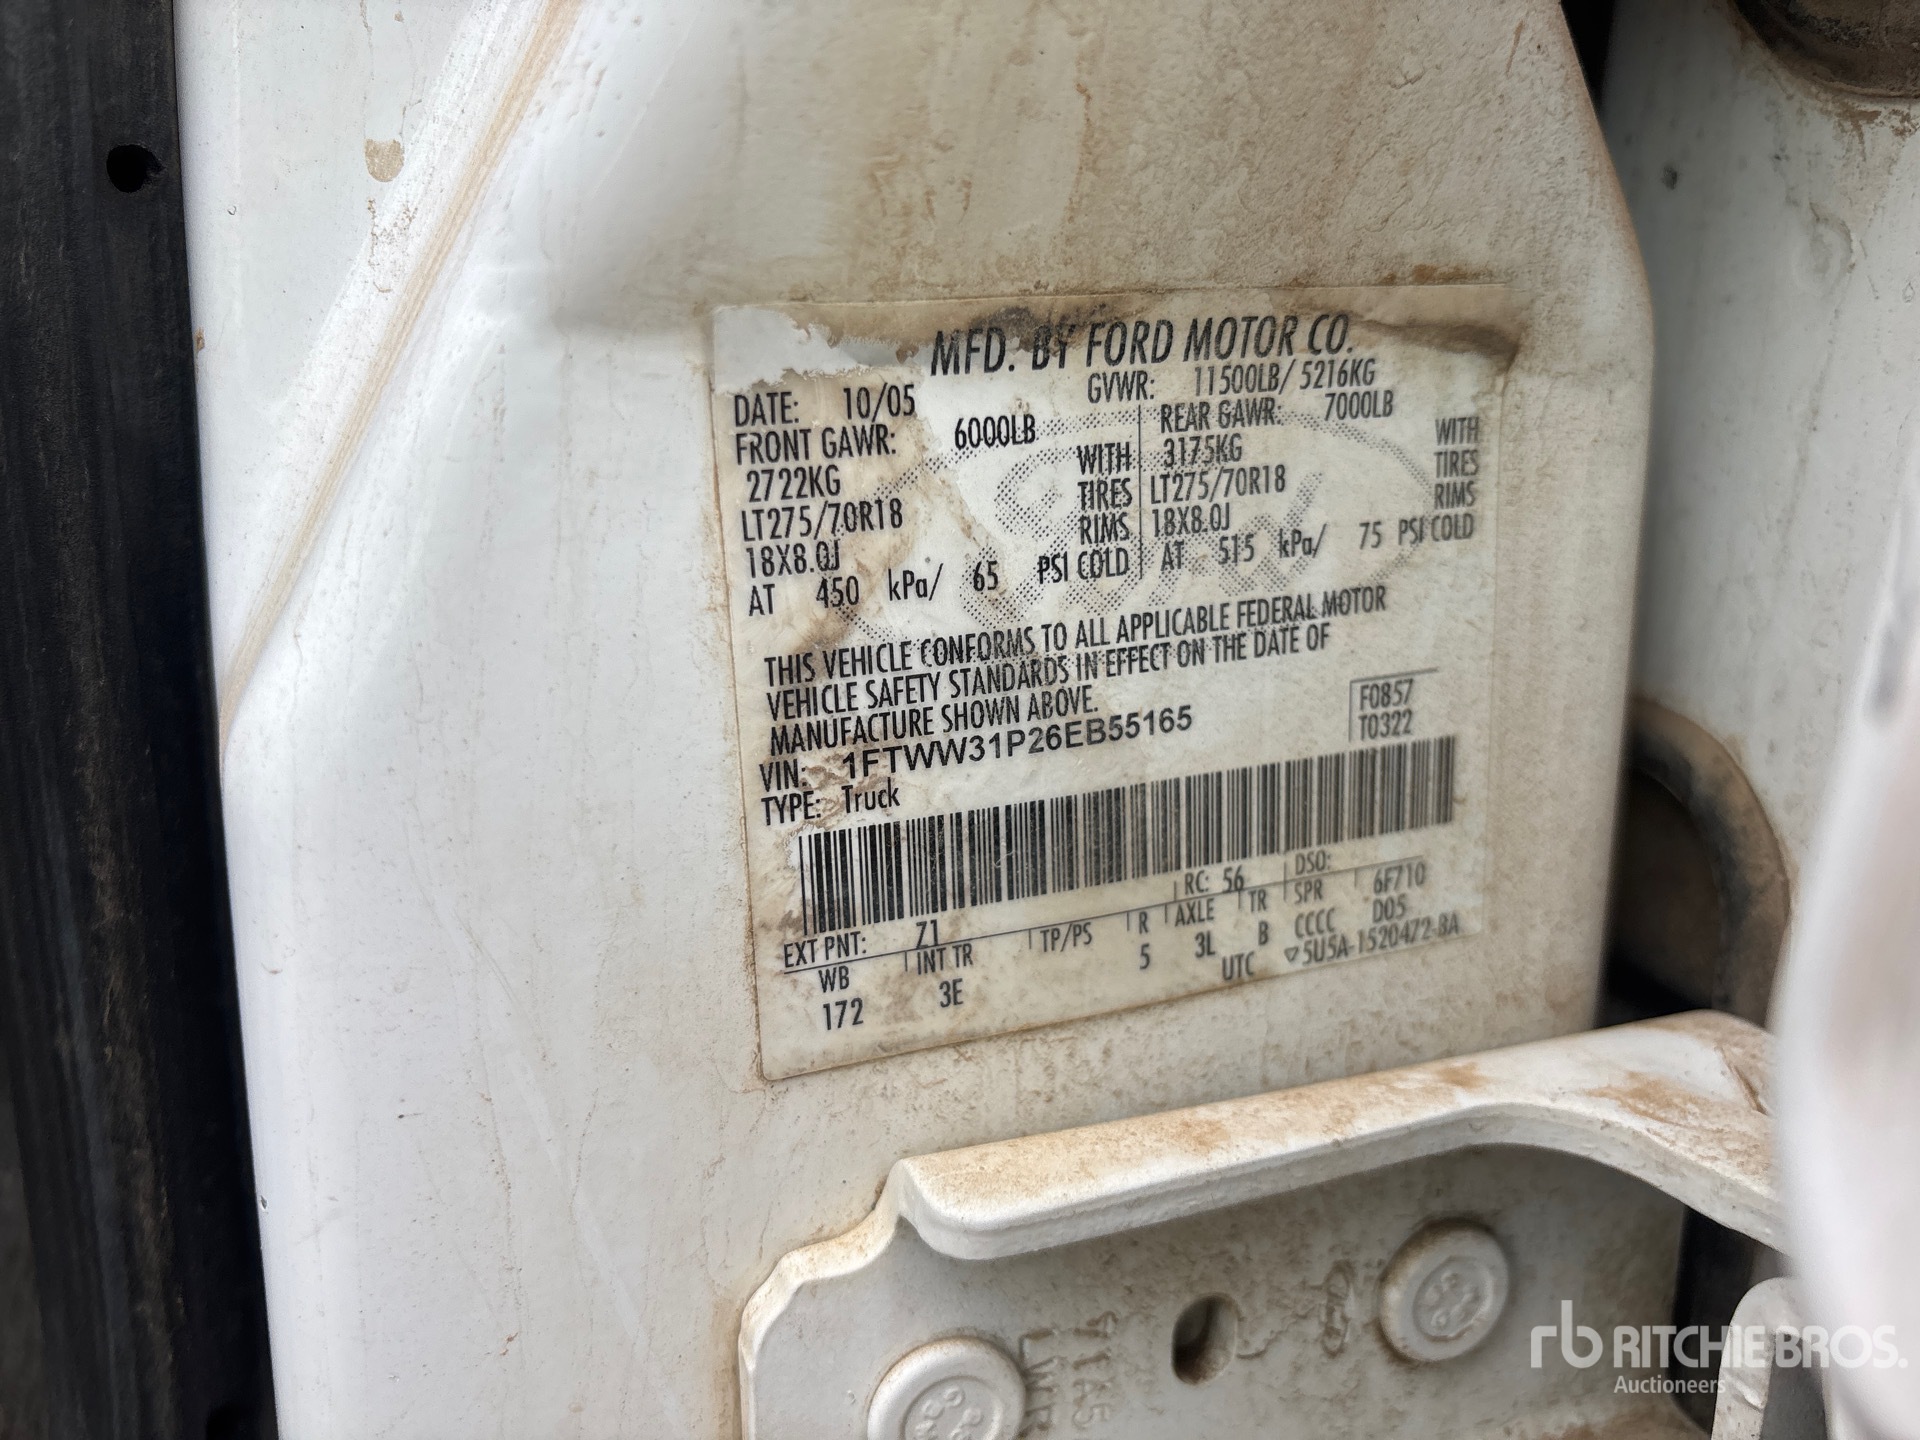 MFD. BY FORD MOTOR CO.
DATE: 10/05 GVWR: 11500LB/ 5216KG
FRONT GAWR: 6000LB REAR GAWR: 7000LB
2722KG WITH 3175KG WITH
LT275/70R18 TIRES LT275/70R18 TIRES
18X8.0J RIMS 18X8.0J RIMS
AT 450 kPa/ 65 PSI COLD AT 515 kPa/ 75 PSI COLD
THIS VEHICLE CONFORMS TO ALL APPLICABLE FEDERAL MOTOR
VEHICLE SAFETY STANDARDS IN EFFECT ON THE DATE OF
MANUFACTURE SHOWN ABOVE.
VIN: 1FTWW31P26EB55165 F0857
TYPE: Truck T0322
EXT PNT: Z1 RC: 56 DSO:
WB INT TR TP/PS R AXLE TR SPR 6F710
172 3E 5 3L B CCCC D05
UTC ▽5U5A-1520472-BA
rb RITCHIE BROS.
Auctioneers